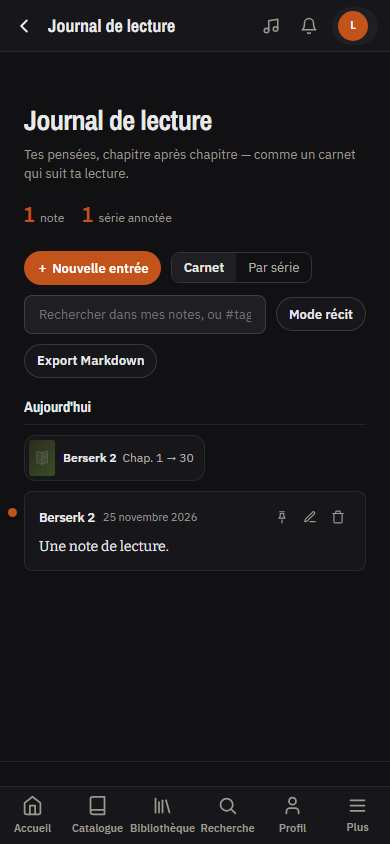 Journal de lecture
L
Journal de lecture
Tes pensées, chapitre après chapitre — comme un carnet
qui suit ta lecture.
1 note 1 série annotée
+ Nouvelle entrée Carnet Par série
Rechercher dans mes notes, ou #tag Mode récit
Export Markdown
Aujourd'hui
Berserk 2 Chap. 1 → 30
Berserk 2 25 novembre 2026
Une note de lecture.
Accueil Catalogue Bibliothèque Recherche Profil Plus